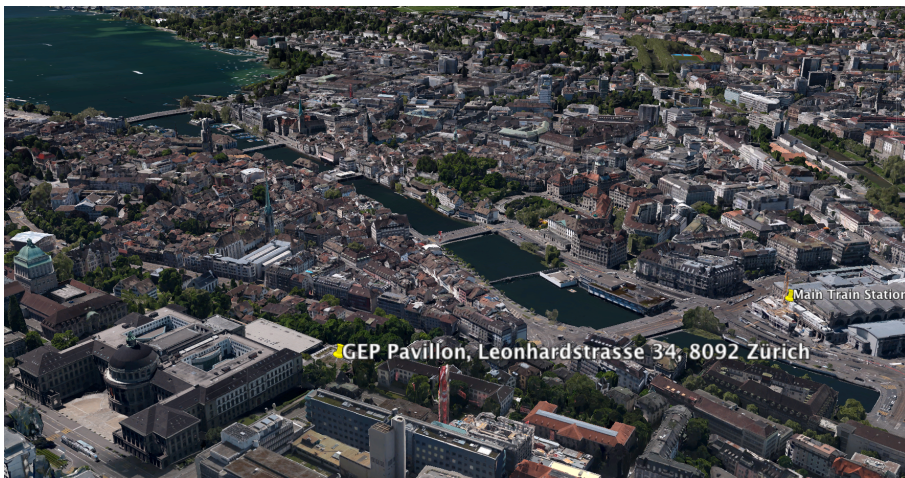 Main Train Station
GEP Pavillon, Leonhardstrasse 34, 8092 Zürich